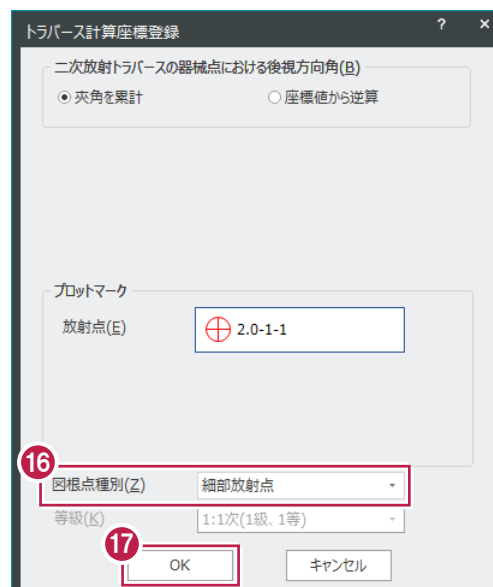 トラバース計算座標登録 ? ×
二次放射トラバースの器械点における後視方向角(B)
夾角を累計 座標値から逆算
プロットマーク
放射点(E) 2.0-1-1
16
図根点種別(Z) 細部放射点
等級(K) 1:1次(1級、1等)
17
OK キャンセル